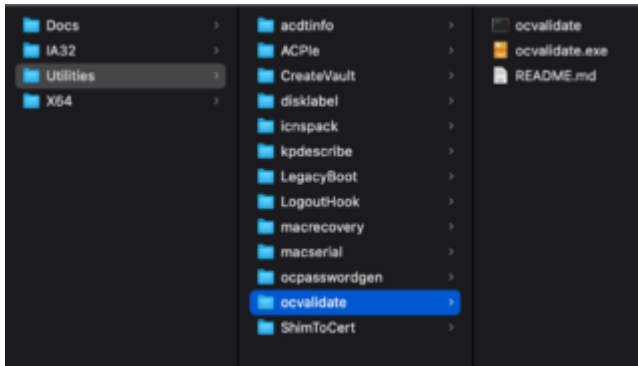 Docs
IA32
Utilities
X64
acdtinfo
ACPIe
CreateVault
disklabel
icnspack
kpdescribe
LegacyBoot
LogoutHook
macrecovery
macserial
ocpasswordgen
ocvalidate
ShimToCert
ocvalidate
ocvalidate.exe
README.md